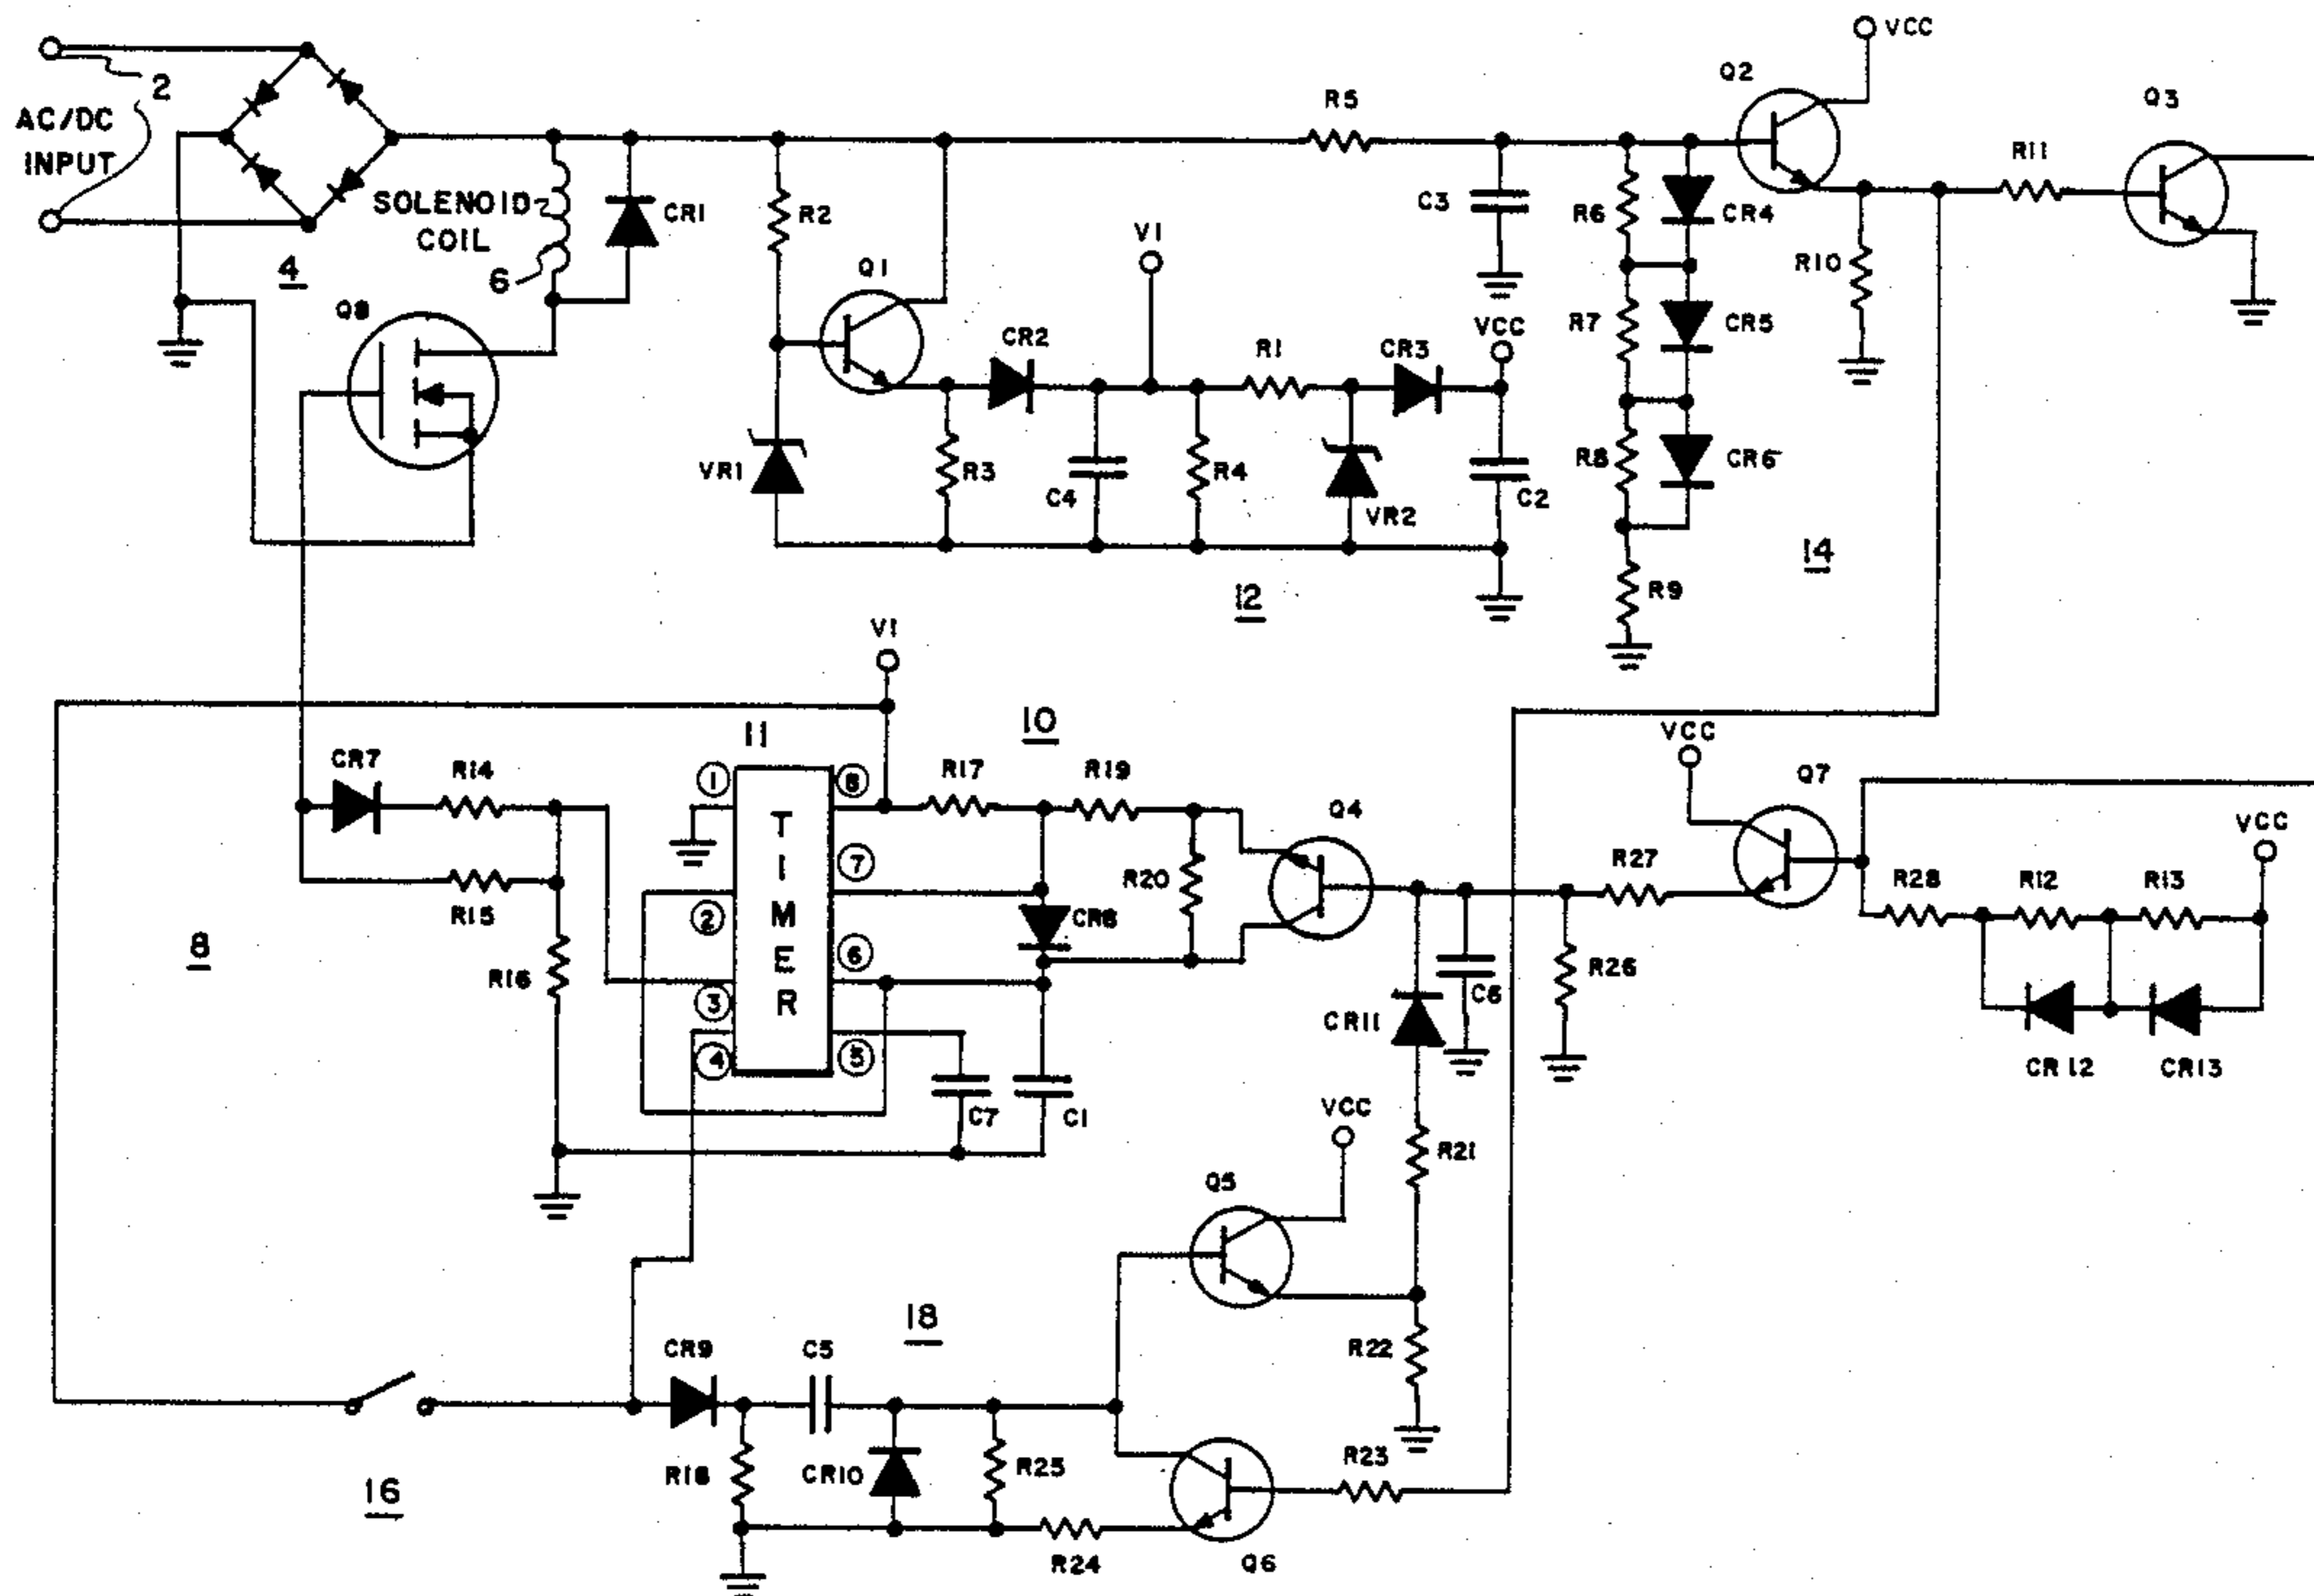 VCC
Q2
2
R5
Q3
AC/DC
INPUT
R11
SOLENOID
COIL
CR1
R2
C3
R6
CR4
V1
4
6
Q1
R10
Q8
CR2
R1
CR3
VCC
R7
CR5
VR1
R3
C4
R4
VR2
C2
R8
CR6
14
12
R9
V1
10
VCC
11
CR7
R14
1
8
R17
R19
Q4
Q7
VCC
T
I
M
E
R
7
R20
R27
R28
R12
R13
R15
2
CR8
8
R16
6
R26
3
C6
CR11
4
5
CR12
CR13
C7
C1
VCC
R21
Q5
18
CR9
C5
R22
R18
CR10
R25
R23
16
R24
Q6